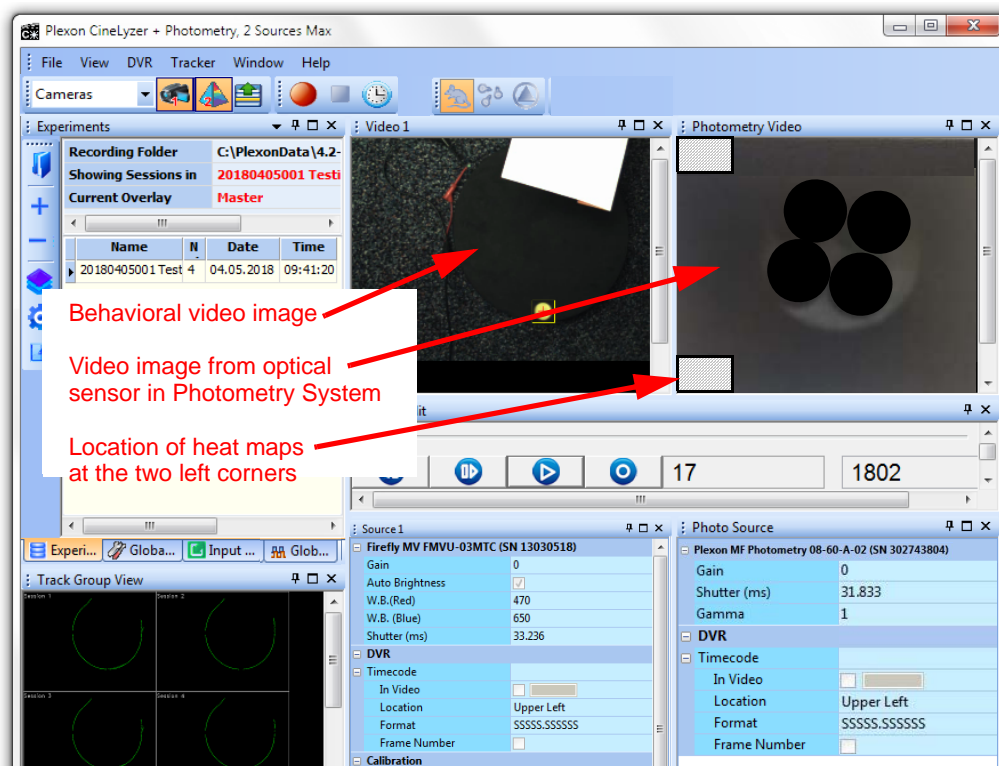 Plexon CineLyzer + Photometry, 2 Sources Max
File View DVR Tracker Window Help
Cameras
Experiments
Recording Folder C:\PlexonData\4.2-
Showing Sessions in 20180405001 Testi
Current Overlay Master
Name N Date Time
20180405001 Test 4 04.05.2018 09:41:20
Video 1
Photometry Video
Behavioral video image
Video image from optical
sensor in Photometry System
Location of heat maps
at the two left corners
17 1802
Experi... Globa... Input ... Glob...
Track Group View
Session 1 Session 2
Session 3 Session 4
Source 1
Firefly MV FMVU-03MTC (SN 13030518)
Gain 0
Auto Brightness
W.B.(Red) 470
W.B. (Blue) 650
Shutter (ms) 33.236
DVR
Timecode
In Video
Location Upper Left
Format SSSSS.SSSSSS
Frame Number
Calibration
Photo Source
Plexon MF Photometry 08-60-A-02 (SN 302743804)
Gain 0
Shutter (ms) 31.833
Gamma 1
DVR
Timecode
In Video
Location Upper Left
Format SSSSS.SSSSSS
Frame Number